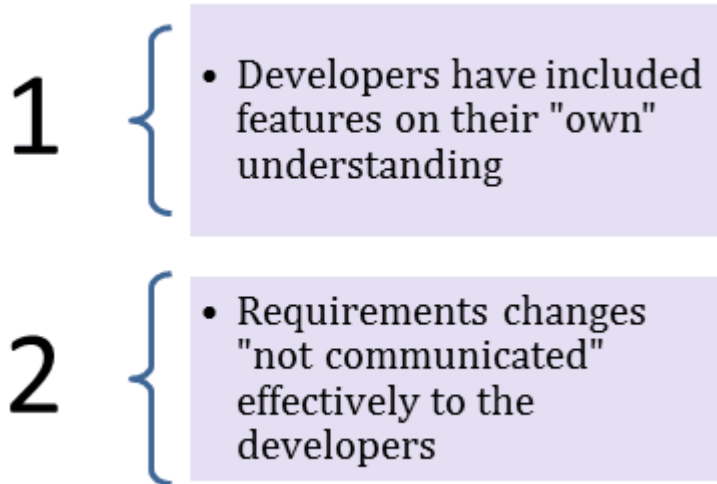 1
• Developers have included
features on their "own"
understanding
2
• Requirements changes
"not communicated"
effectively to the
developers